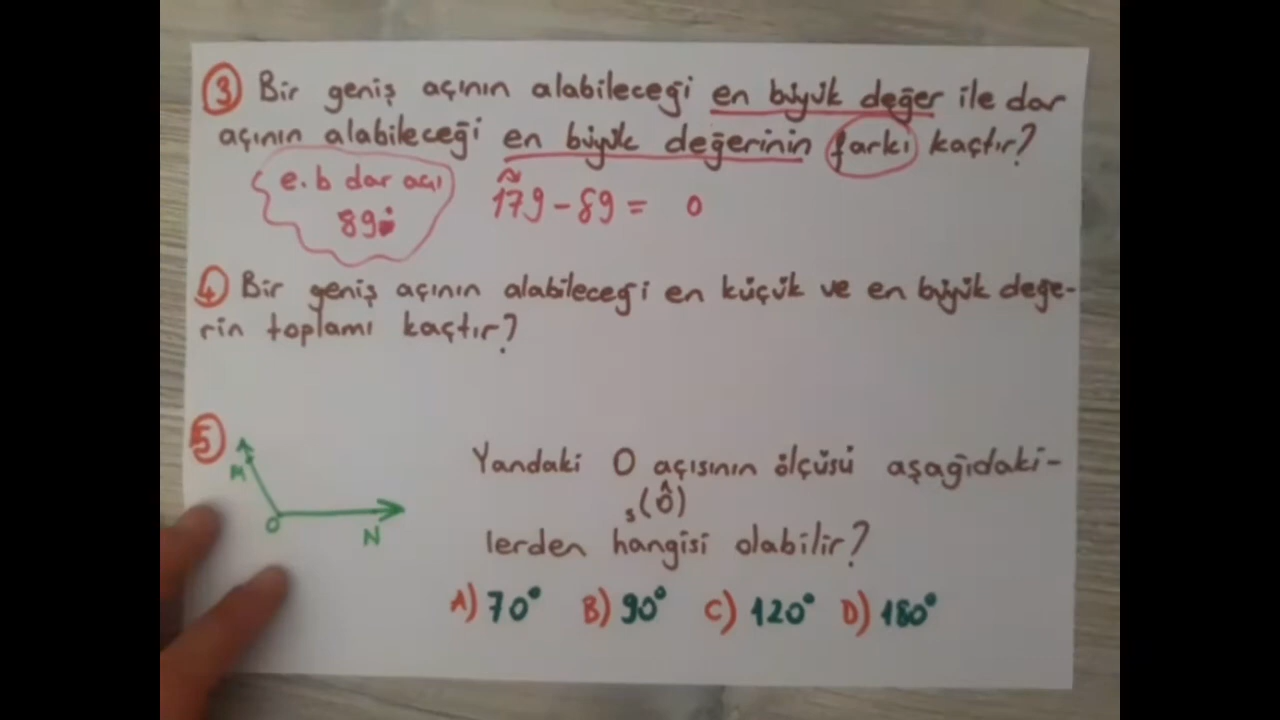 3 Bir geniş açının alabileceği en büyük değer ile dar
açının alabileceği en büyük değerinin farkı kaçtır?
e.b dar açı
89
179 - 89 = 0
4 Bir geniş açının alabileceği en küçük ve en büyük değe-
rin toplamı kaçtır?
5 Yandaki O açısının ölçüsü aşağıdaki-
s(ô)
lerden hangisi olabilir?
M
O
N
A) 70° B) 90° C) 120° D) 180°